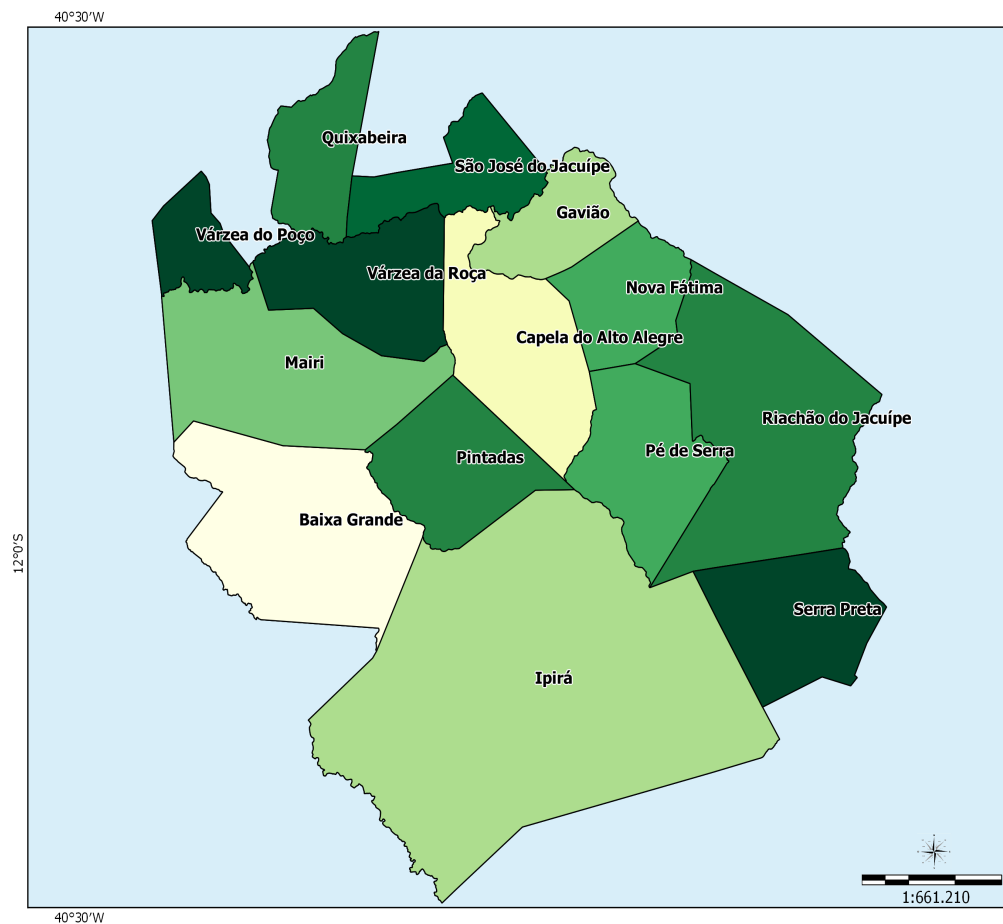 40°30'W
Quixabeira
São José do Jacuípe
Gavião
Várzea do Poço
Várzea da Roça
Nova Fátima
Capela do Alto Alegre
Mairi
Riachão do Jacuípe
Pé de Serra
Pintadas
Baixa Grande
12°0'S
Serra Preta
Ipirá
1:661.210
40°30'W